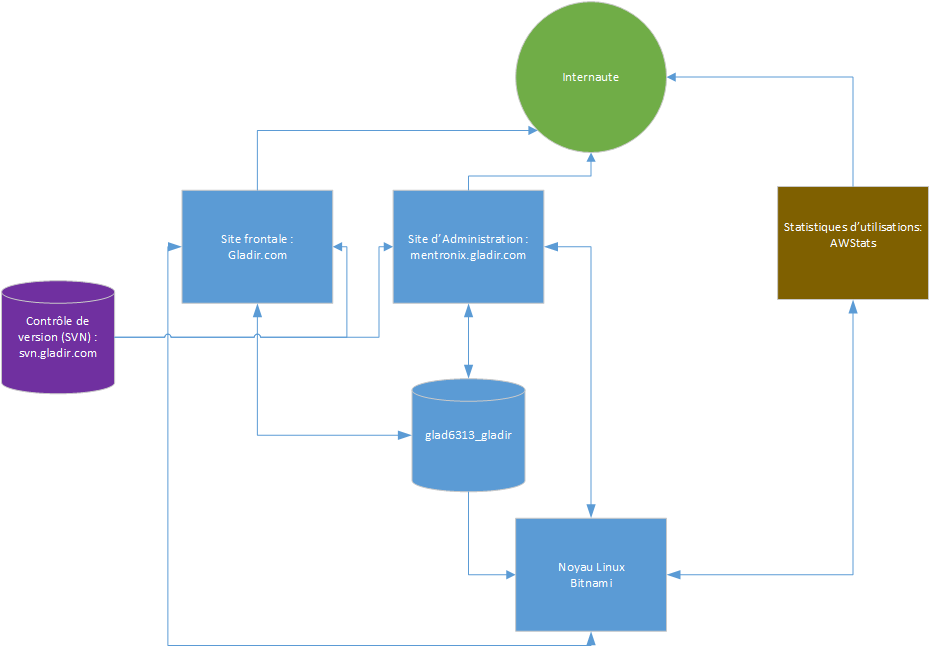 Internaute
Site frontale :
Gladir.com
Site d’Administration :
mentronix.gladir.com
Statistiques d’utilisations:
AWStats
Contrôle de
version (SVN) :
svn.gladir.com
glad6313_gladir
Noyau Linux
Bitnami